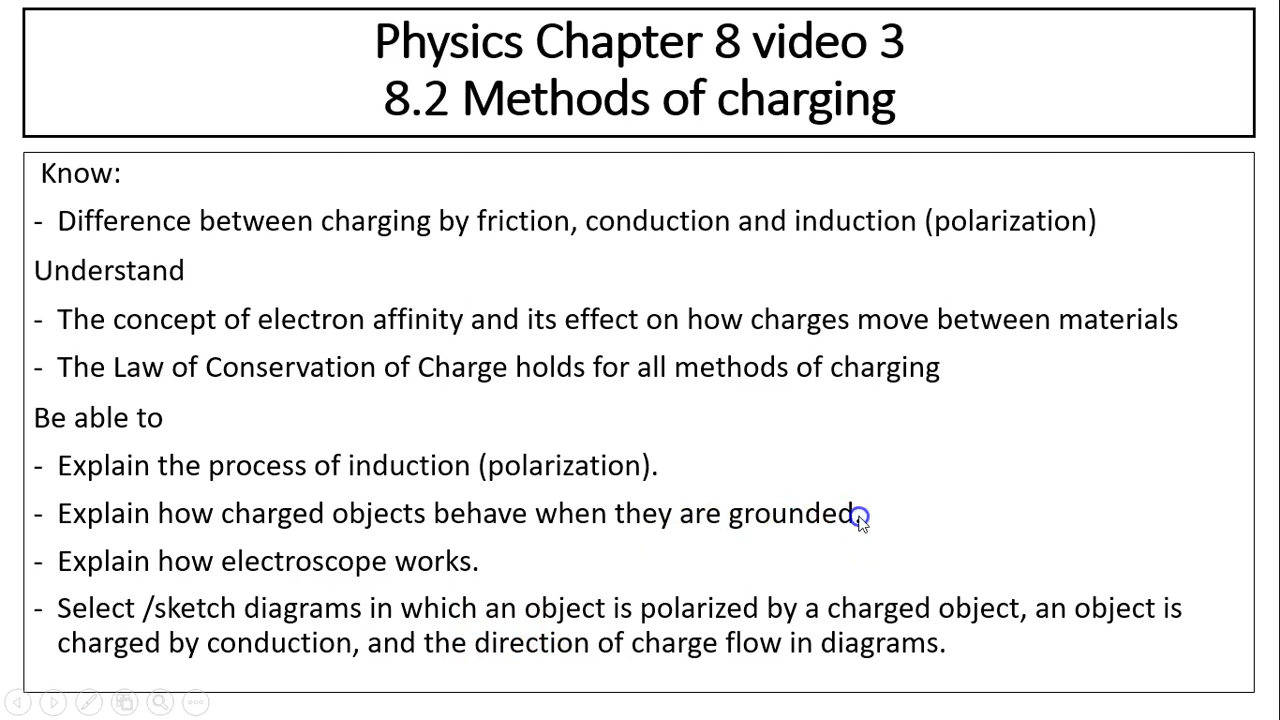 Physics Chapter 8 video 3
8.2 Methods of charging
Know:
- Difference between charging by friction, conduction and induction (polarization)
Understand
- The concept of electron affinity and its effect on how charges move between materials
- The Law of Conservation of Charge holds for all methods of charging
Be able to
- Explain the process of induction (polarization).
- Explain how charged objects behave when they are grounded.
- Explain how electroscope works.
- Select /sketch diagrams in which an object is polarized by a charged object, an object is
charged by conduction, and the direction of charge flow in diagrams.